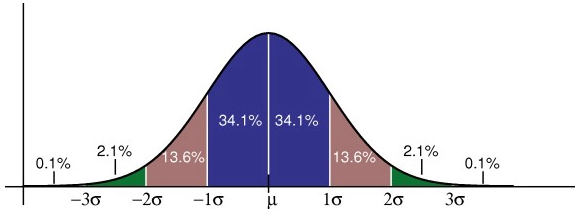 34.1% 34.1%
2.1% 2.1%
13.6% 13.6%
0.1% 0.1%
−3σ −2σ −1σ μ 1σ 2σ 3σ